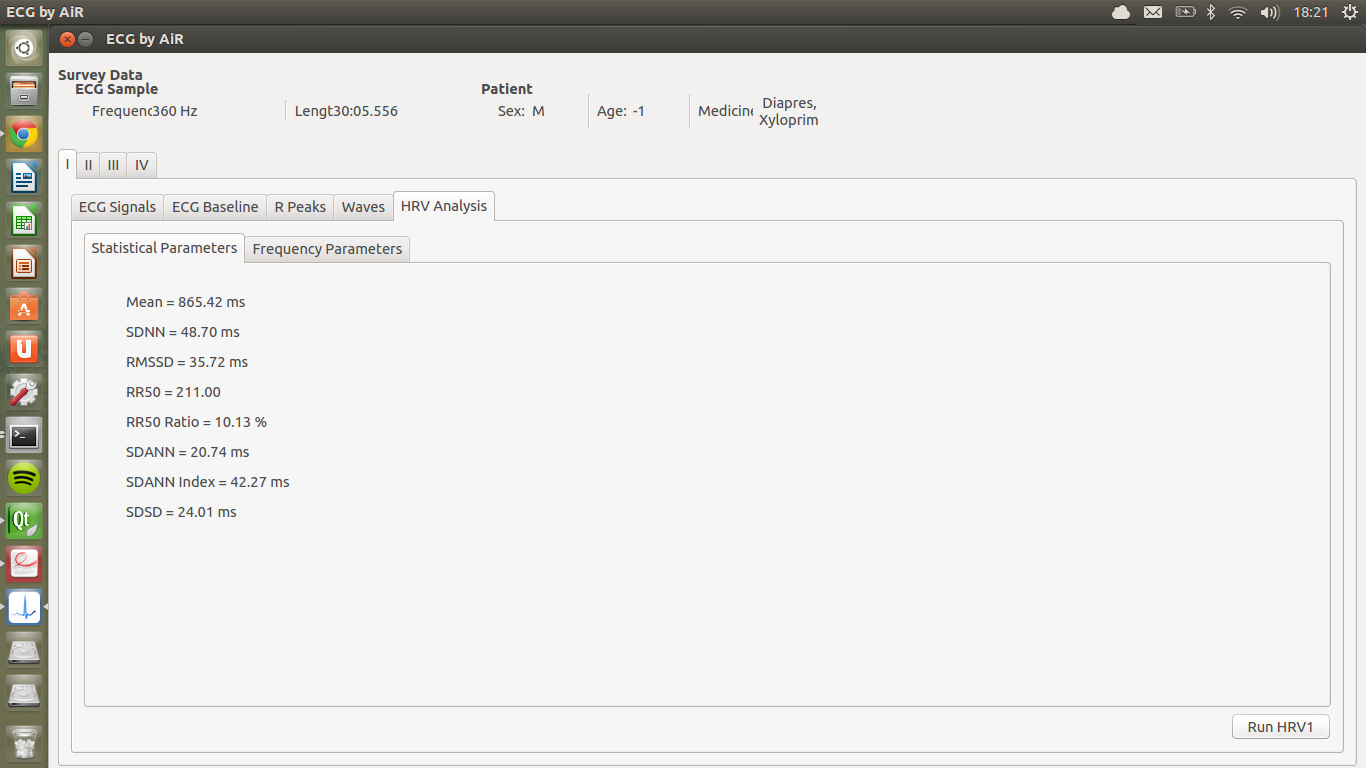 ECG by AiR
18:21
ECG by AiR
Survey Data
ECG Sample
Patient
Frequenc360 Hz
Lengt30:05.556
Sex: M
Age: -1
Medicine
Diapres,
Xyloprim
I
II
III
IV
ECG Signals
ECG Baseline
R Peaks
Waves
HRV Analysis
Statistical Parameters
Frequency Parameters
Mean = 865.42 ms
SDNN = 48.70 ms
RMSSD = 35.72 ms
RR50 = 211.00
RR50 Ratio = 10.13 %
SDANN = 20.74 ms
SDANN Index = 42.27 ms
SDSD = 24.01 ms
Run HRV1
Qt